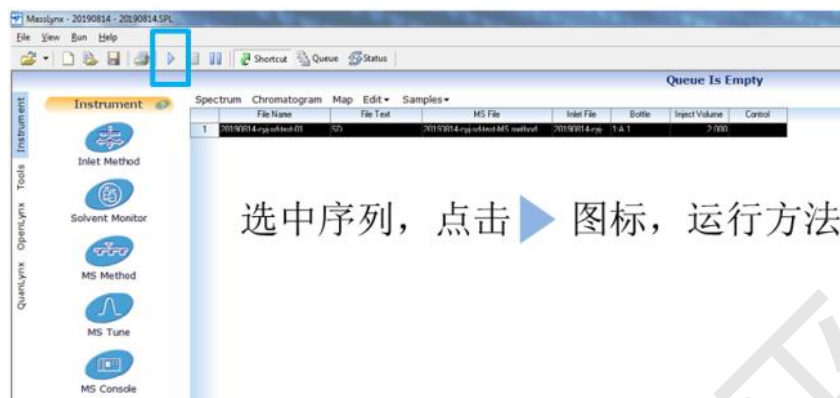 MassLynx - 20190814 - 20190814.SPL
File View Run Help
Shortcut Queue Status
Queue Is Empty
Instrument
Tools
OpenLynx
QuanLynx
Instrument
Inlet Method
Solvent Monitor
MS Method
MS Tune
MS Console
Spectrum Chromatogram Map Edit Samples
File Name File Text MS File Inlet File Bottle Inject Volume Control
1 SD 1:A,1 2.000
选中序列，点击 图标，运行方法